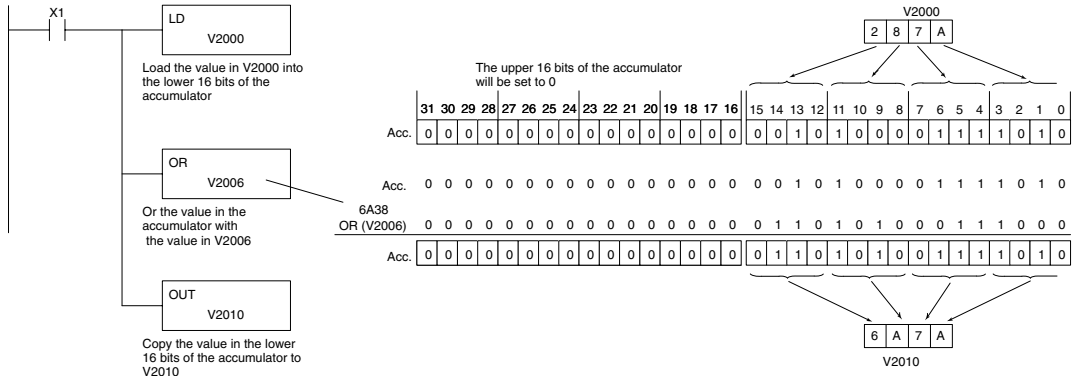 X1
LD
V2000
Load the value in V2000 into
the lower 16 bits of the
accumulator
OR
V2006
Or the value in the
accumulator with
the value in V2006
OUT
V2010
Copy the value in the lower
16 bits of the accumulator to
V2010
The upper 16 bits of the accumulator
will be set to 0
V2000
2 8 7 A
31 30 29 28 27 26 25 24 23 22 21 20 19 18 17 16 15 14 13 12 11 10 9 8 7 6 5 4 3 2 1 0
Acc. 0 0 0 0 0 0 0 0 0 0 0 0 0 0 0 0 0 0 1 0 1 0 0 0 0 1 1 1 1 0 1 0
Acc. 0 0 0 0 0 0 0 0 0 0 0 0 0 0 0 0 0 0 1 0 1 0 0 0 0 1 1 1 1 0 1 0
6A38
OR (V2006) 0 0 0 0 0 0 0 0 0 0 0 0 0 0 0 0 0 1 1 0 1 0 1 0 0 0 1 1 1 0 0 0
Acc. 0 0 0 0 0 0 0 0 0 0 0 0 0 0 0 0 0 1 1 0 1 0 1 0 0 1 1 1 1 0 1 0
6 A 7 A
V2010